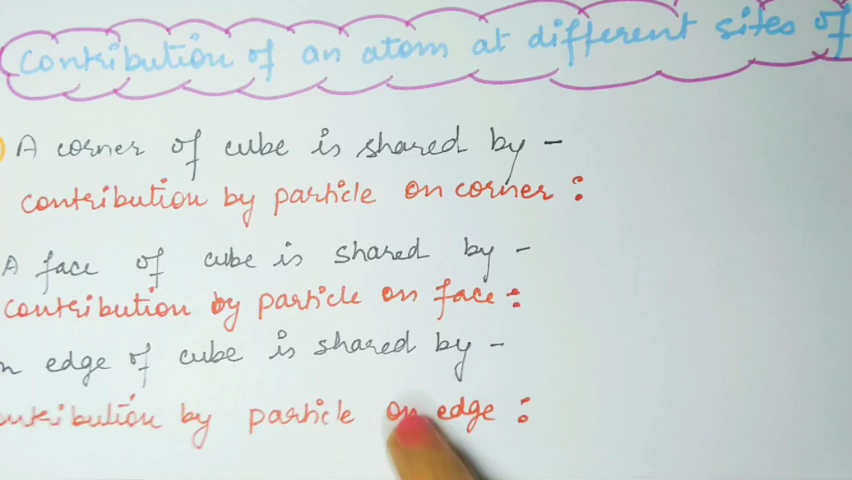 Contribution of an atom at different sites of
A corner of cube is shared by -
contribution by particle on corner :
A face of cube is shared by -
contribution by particle on face :
n edge of cube is shared by -
ontribution by particle on edge :